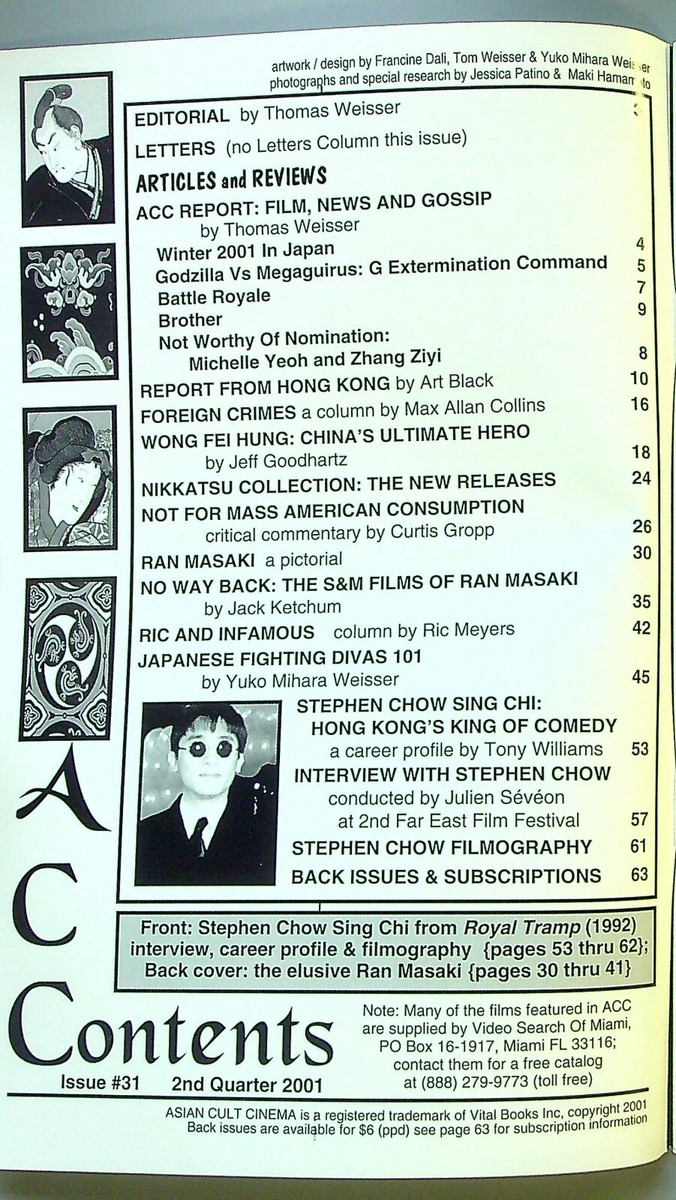 artwork / design by Francine Dali, Tom Weisser & Yuko Mihara Weisser
photographs and special research by Jessica Patino & Maki Hamamoto
EDITORIAL by Thomas Weisser 3
LETTERS (no Letters Column this issue)
ARTICLES and REVIEWS
ACC REPORT: FILM, NEWS AND GOSSIP
by Thomas Weisser
Winter 2001 In Japan 4
Godzilla Vs Megaguirus: G Extermination Command 5
Battle Royale 7
Brother 9
Not Worthy Of Nomination:
Michelle Yeoh and Zhang Ziyi 8
REPORT FROM HONG KONG by Art Black 10
FOREIGN CRIMES a column by Max Allan Collins 16
WONG FEI HUNG: CHINA'S ULTIMATE HERO
by Jeff Goodhartz 18
NIKKATSU COLLECTION: THE NEW RELEASES 24
NOT FOR MASS AMERICAN CONSUMPTION
critical commentary by Curtis Gropp 26
RAN MASAKI a pictorial 30
NO WAY BACK: THE S&M FILMS OF RAN MASAKI
by Jack Ketchum 35
RIC AND INFAMOUS column by Ric Meyers 42
JAPANESE FIGHTING DIVAS 101
by Yuko Mihara Weisser 45
STEPHEN CHOW SING CHI:
HONG KONG'S KING OF COMEDY
a career profile by Tony Williams 53
INTERVIEW WITH STEPHEN CHOW
conducted by Julien Sévéon
at 2nd Far East Film Festival 57
STEPHEN CHOW FILMOGRAPHY 61
BACK ISSUES & SUBSCRIPTIONS 63
Front: Stephen Chow Sing Chi from Royal Tramp (1992)
interview, career profile & filmography {pages 53 thru 62};
Back cover: the elusive Ran Masaki {pages 30 thru 41}
A
C
C
Contents
Issue #31 2nd Quarter 2001
Note: Many of the films featured in ACC
are supplied by Video Search Of Miami,
PO Box 16-1917, Miami FL 33116;
contact them for a free catalog
at (888) 279-9773 (toll free)
ASIAN CULT CINEMA is a registered trademark of Vital Books Inc, copyright 2001
Back issues are available for $6 (ppd) see page 63 for subscription information